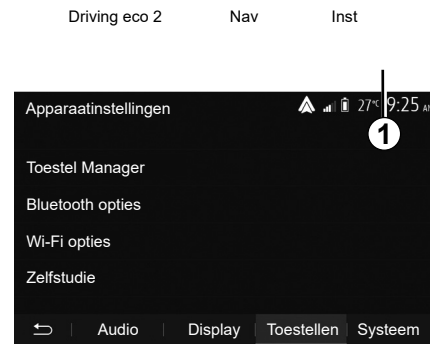 Driving eco 2 Nav Inst
Apparaatinstellingen 27°C 9:25
1
Toestel Manager
Bluetooth opties
Wi-Fi opties
Zelfstudie
Audio Display Toestellen Systeem